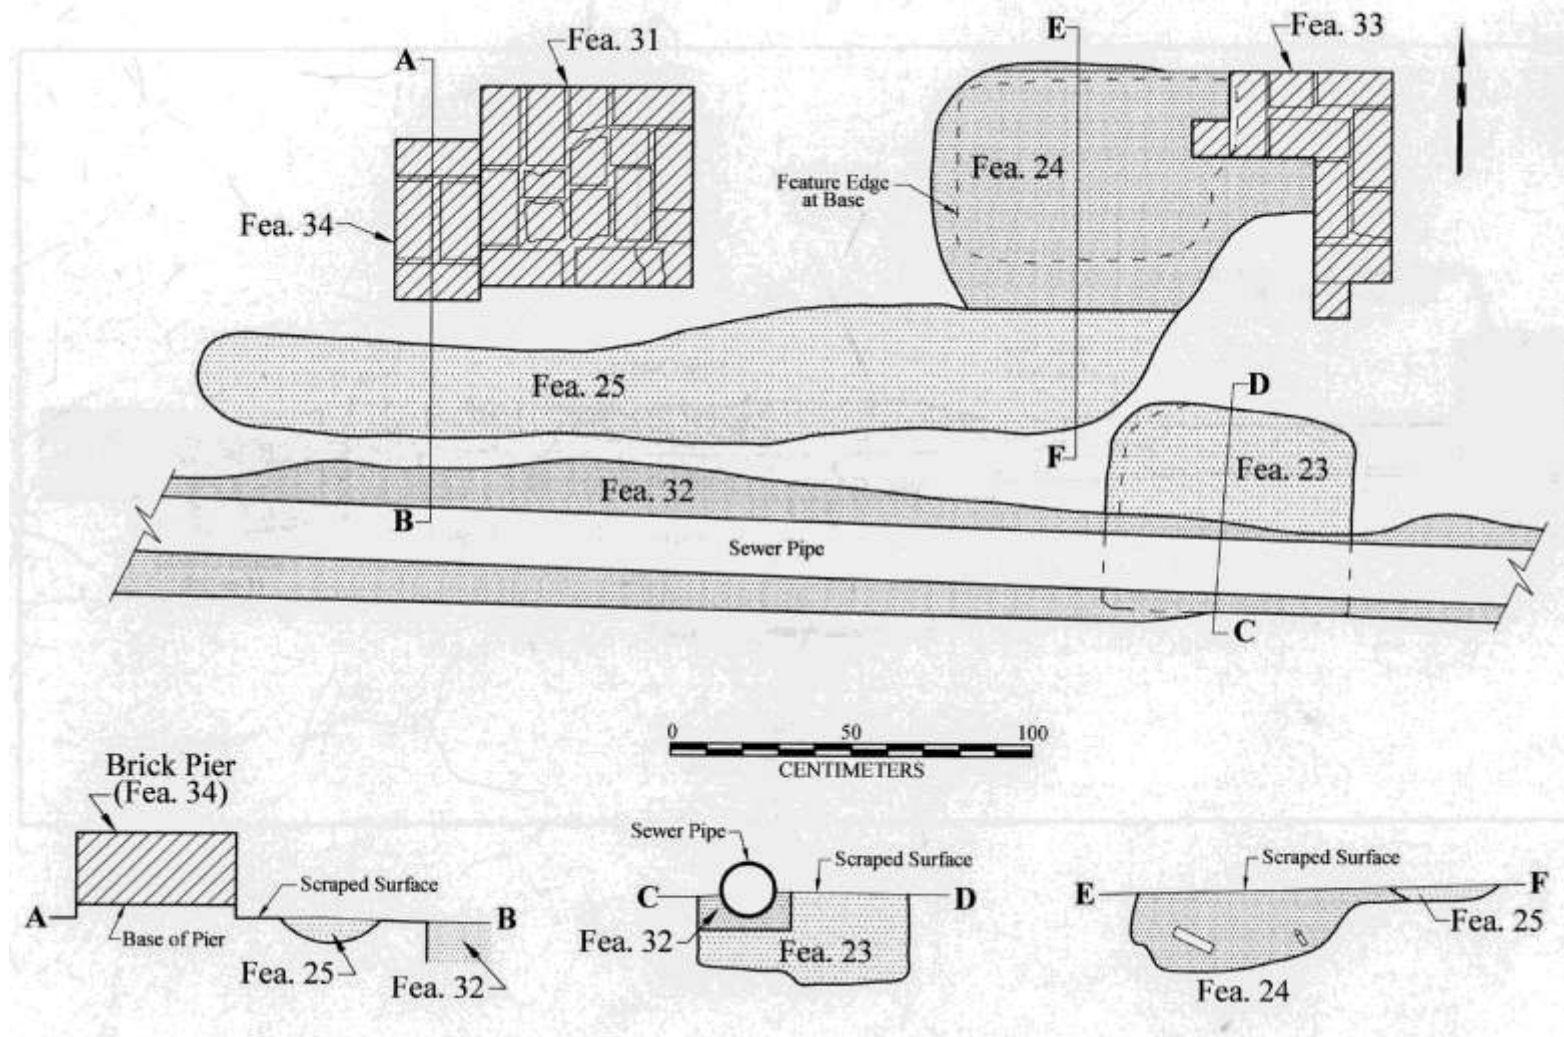 Fea. 31
E
Fea. 33
A
Fea. 24
Feature Edge
at Base
Fea. 34
Fea. 25
D
F
Fea. 23
Fea. 32
B
Sewer Pipe
C
0 50 100
CENTIMETERS
Brick Pier
(Fea. 34)
Scraped Surface
A
B
Base of Pier
Fea. 25
Fea. 32
Sewer Pipe
Scraped Surface
C
D
Fea. 32
Fea. 23
Scraped Surface
E
F
Fea. 25
Fea. 24